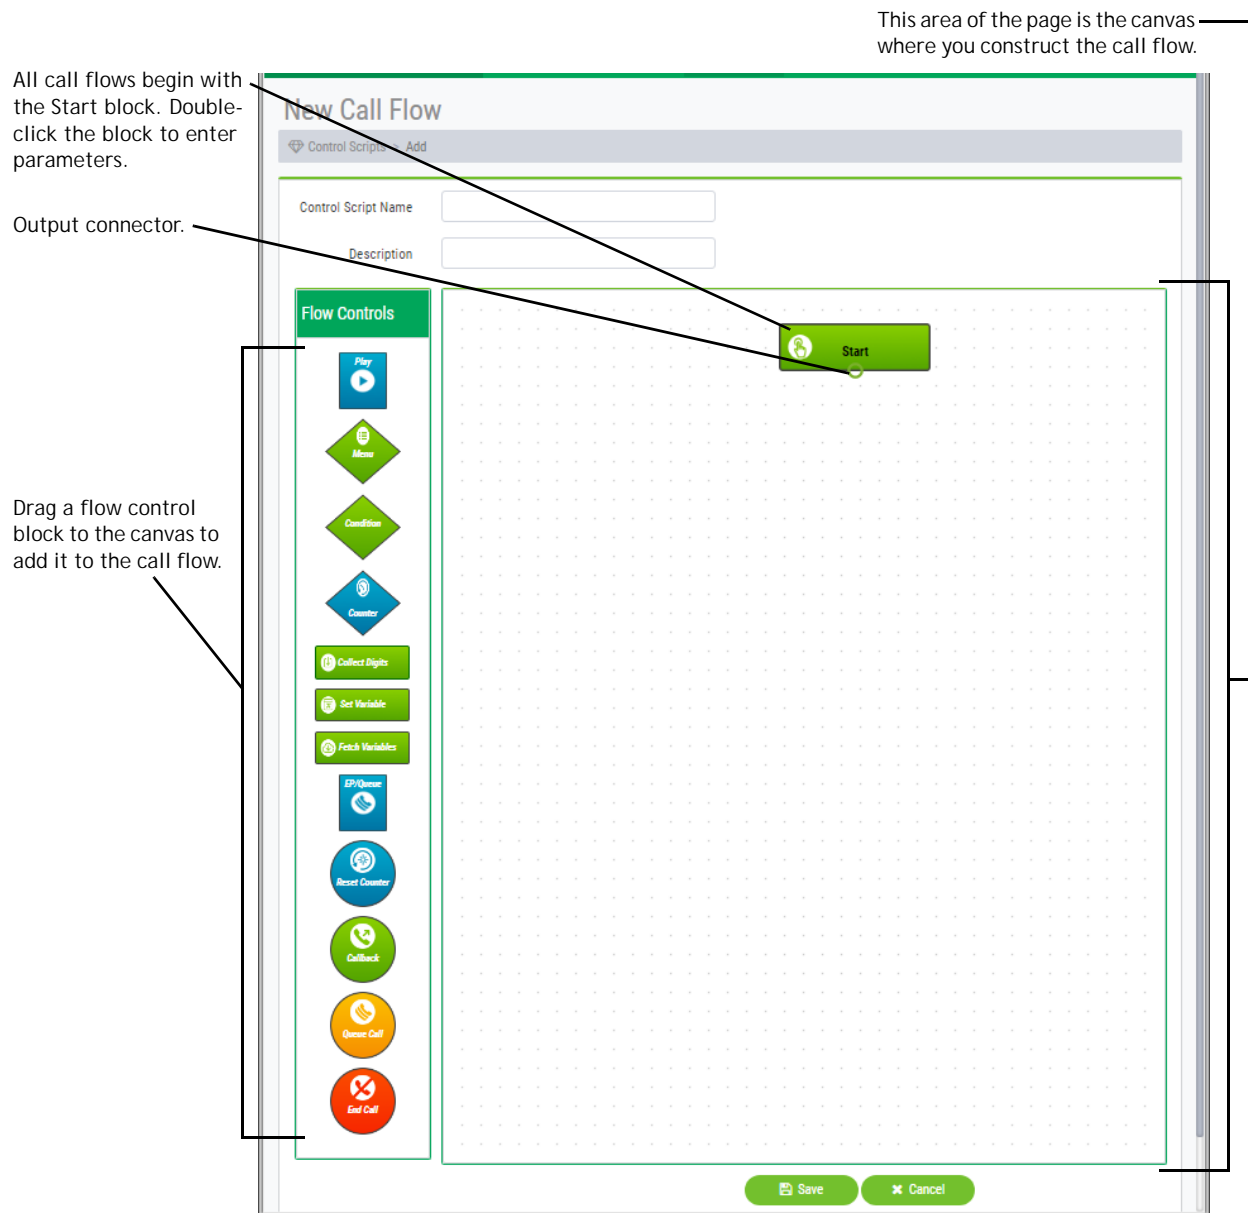 This area of the page is the canvas
where you construct the call flow.
All call flows begin with
the Start block. Double-
click the block to enter
parameters.
New Call Flow
Control Scripts > Add
Control Script Name
Output connector.
Description
Flow Controls
Start
Play
Menu
Drag a flow control
block to the canvas to
add it to the call flow.
Condition
Counter
Collect Digits
Set Variable
Fetch Variables
EP/Queue
Reset Counter
Callback
Queue Call
End Call
Save
Cancel